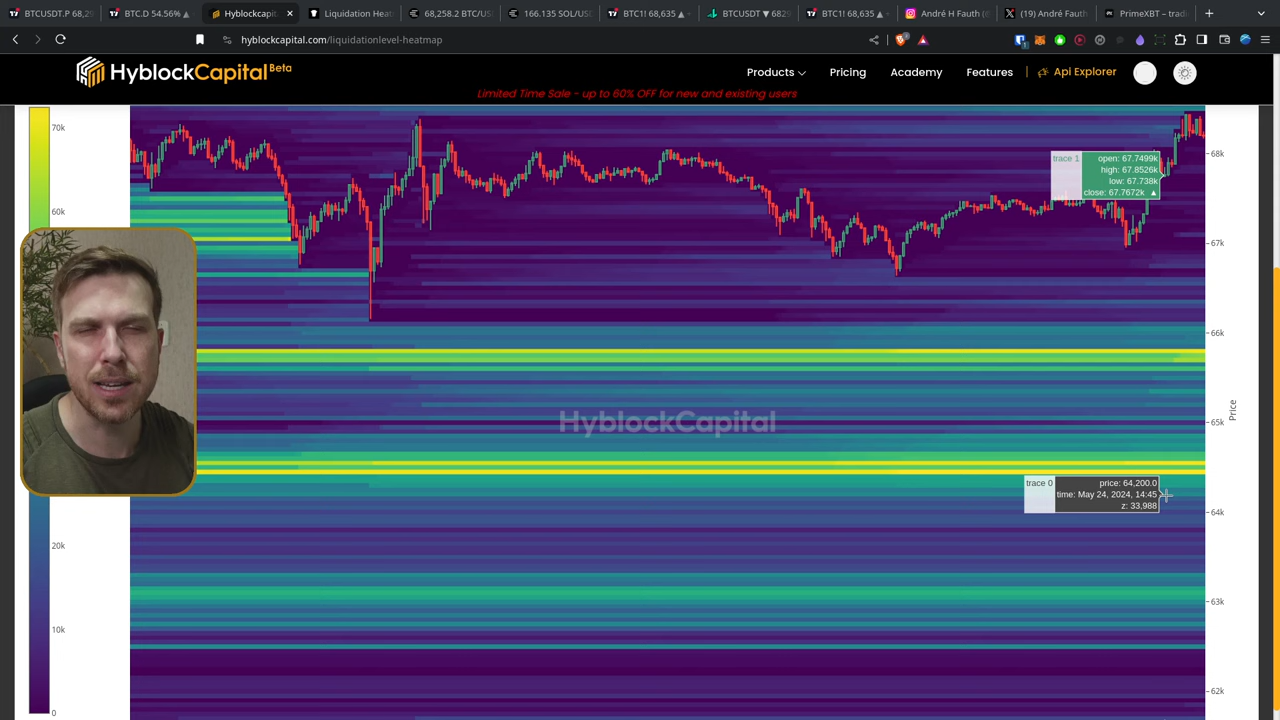 BTCUSDT.P 68,29
BTC.D 54.56% ▲
Hyblockcapit
Liquidation Hea
68,258.2 BTC/US
166.135 SOL/US
BTC1! 68,635 ▲
BTCUSDT ▼ 682
BTC1! 68,635 ▲
André H Fauth (
(19) André Fauth
PrimeXBT – trad
hyblockcapital.com/liquidationlevel-heatmap
HyblockCapital Beta
Products
Pricing
Academy
Features
Api Explorer
Limited Time Sale - up to 60% OFF for new and existing users
70k
60k
20k
10k
0
trace 1
open: 67.7499k
high: 67.8526k
low: 67.738k
close: 67.7672k ▲
HyblockCapital
trace 0
price: 64,200.0
time: May 24, 2024, 14:45
z: 33,988
68k
67k
66k
65k
64k
63k
62k
Price